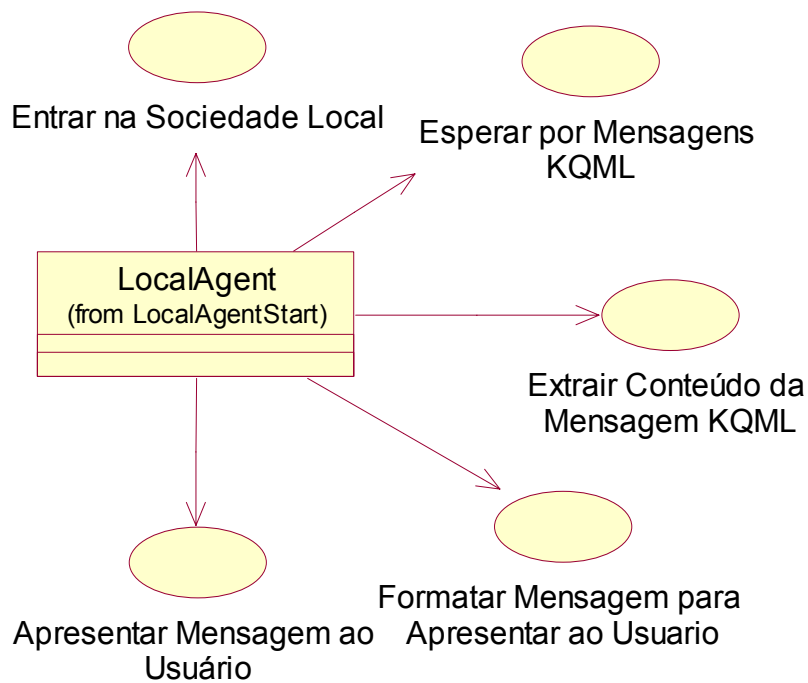 Entrar na Sociedade Local
Esperar por Mensagens
KQML
LocalAgent
(from LocalAgentStart)
Extrair Conteúdo da
Mensagem KQML
Formatar Mensagem para
Apresentar ao Usuario
Apresentar Mensagem ao
Usuário